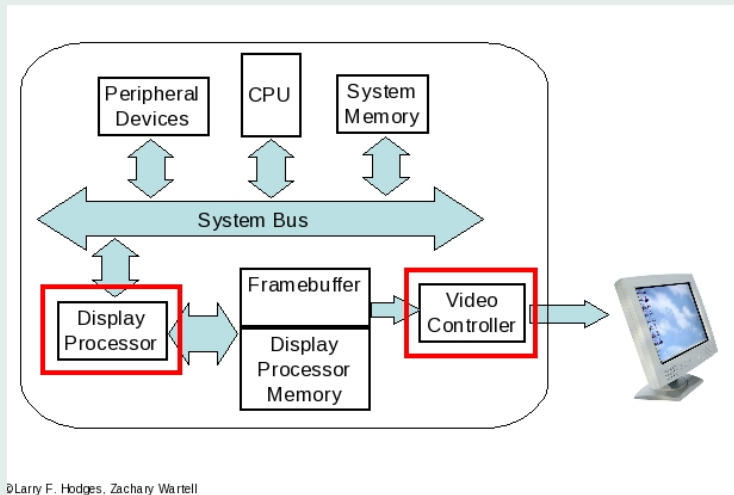 Peripheral
Devices
CPU
System
Memory
System Bus
Display
Processor
Framebuffer
Display
Processor
Memory
Video
Controller
©Larry F. Hodges, Zachary Wartell